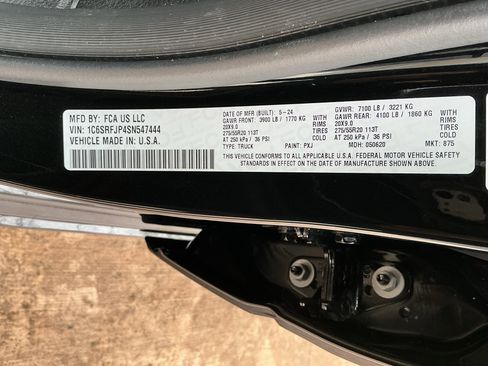 MFD BY: FCA US LLC
VIN: 1C6SRFJP4SN547444
VEHICLE MADE IN: U.S.A.
DATE OF MFR (BUILT): 5-24
GAWR FRONT: 3900 LB / 1770 KG
20X9.0 RIMS
275/55R20 113T TIRES
AT 250 kPa / 36 PSI COLD
TYPE: TRUCK
GVWR: 7100 LB / 3221 KG
GAWR REAR: 4100 LB / 1860 KG
20X9.0 RIMS
275/55R20 113T TIRES
AT 250 kPa / 36 PSI COLD
PAINT: PXJ MDH: 050620 MKT: 875
THIS VEHICLE CONFORMS TO ALL APPLICABLE U.S.A. FEDERAL MOTOR VEHICLE SAFETY
STANDARDS IN EFFECT ON THE DATE OF MANUFACTURE SHOWN ABOVE.